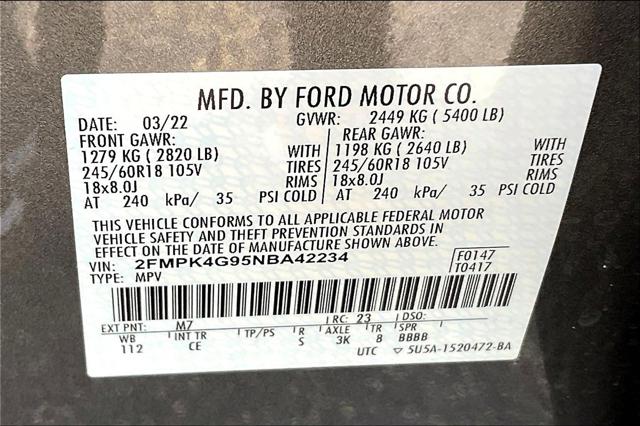 MFD. BY FORD MOTOR CO.
DATE: 03/22 GVWR: 2449 KG ( 5400 LB)
FRONT GAWR: REAR GAWR:
1279 KG ( 2820 LB) WITH 1198 KG ( 2640 LB) WITH
245/60R18 105V TIRES 245/60R18 105V TIRES
18x8.0J RIMS 18x8.0J RIMS
AT 240 kPa/ 35 PSI COLD AT 240 kPa/ 35 PSI COLD
THIS VEHICLE CONFORMS TO ALL APPLICABLE FEDERAL MOTOR
VEHICLE SAFETY AND THEFT PREVENTION STANDARDS IN
EFFECT ON THE DATE OF MANUFACTURE SHOWN ABOVE.
VIN: 2FMPK4G95NBA42234 F0147
TYPE: MPV T0417
EXT PNT: M7 RC: 23 DSO:
WB INT TR TP/PS R AXLE TR SPR
112 CE S 3K 8 BBBB
UTC ▽ 5U5A-1520472-BA